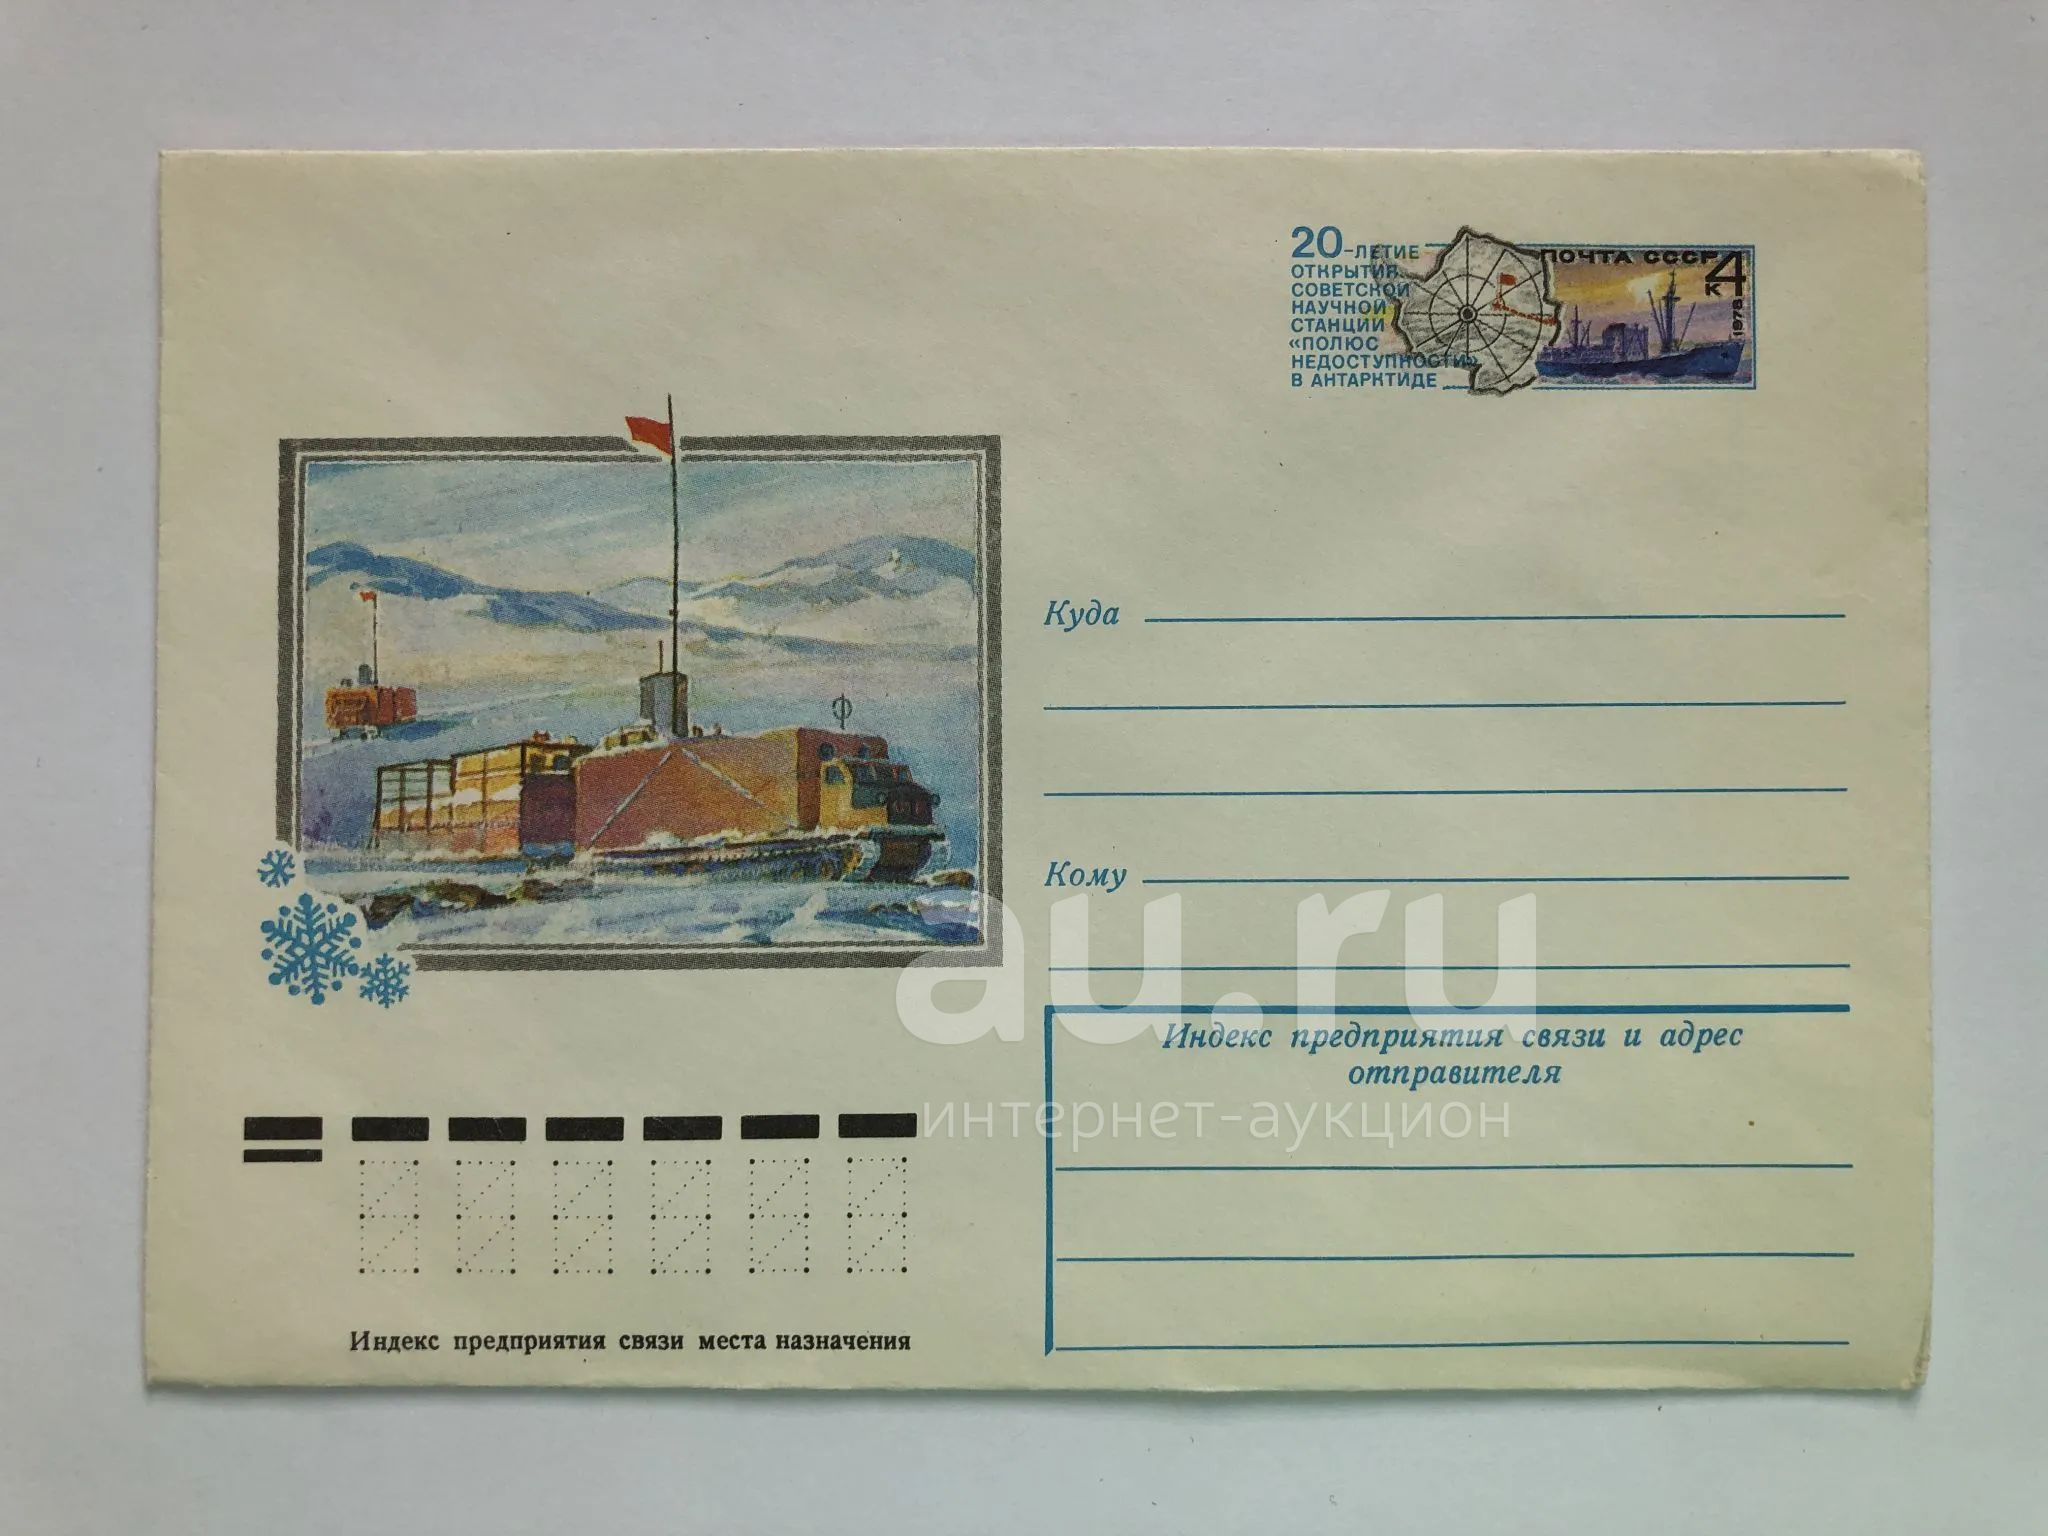 20-ЛЕТИЕ
ОТКРЫТИЯ
СОВЕТСКОЙ
НАУЧНОЙ
СТАНЦИИ
«ПОЛЮС
НЕДОСТУПНОСТИ»
В АНТАРКТИДЕ
ПОЧТА СССР
4
К
1978
Куда
Кому
au.ru
интернет-аукцион
Индекс предприятия связи и адрес
отправителя
Индекс предприятия связи места назначения